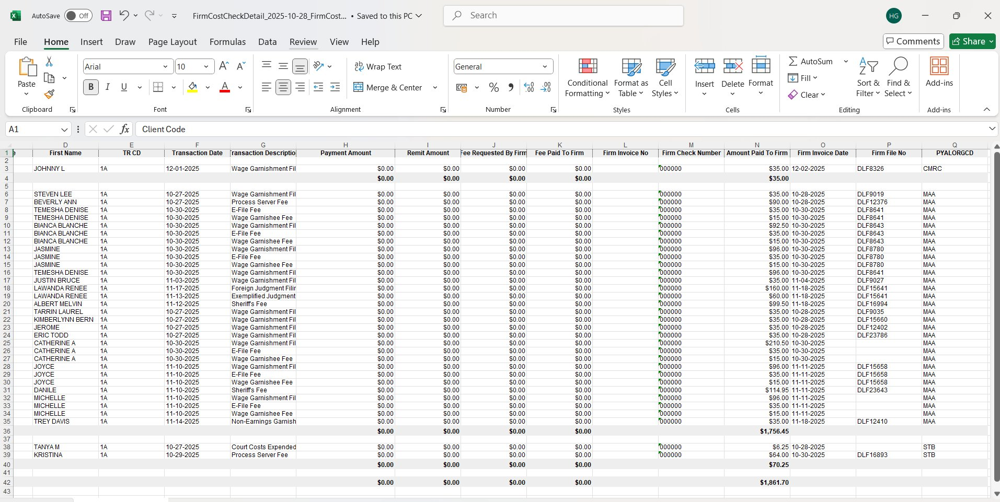 AutoSave Off FirmCostCheckDetail_2025-10-28_FirmCost... • Saved to this PC Search HG
File Home Insert Draw Page Layout Formulas Data Review View Help Comments Share
Paste Arial 10 Wrap Text General Conditional Formatting Format as Table Cell Styles Insert Delete Format AutoSum Fill Clear Sort & Filter Find & Select Add-ins
B I U Merge & Center
Clipboard Font Alignment Number Styles Cells Editing Add-ins
A1 fx Client Code
D E F G H I J K L M N O P Q
1 First Name TR CD Transaction Date ransaction Descriptio Payment Amount Remit Amount Fee Requested By Firm Fee Paid To Firm Firm Invoice No Firm Check Number Amount Paid To Firm Firm Invoice Date Firm File No PYALORGCD
2
3 JOHNNY L 1A 12-01-2025 Wage Garnishment Fil $0.00 $0.00 $0.00 $0.00 000000 $35.00 12-02-2025 DLF8326 CMRC
4 $0.00 $0.00 $0.00 $0.00 $35.00
5
6 STEVEN LEE 1A 10-27-2025 Wage Garnishment Fil $0.00 $0.00 $0.00 $0.00 000000 $35.00 10-28-2025 DLF9019 MAA
7 BEVERLY ANN 1A 10-27-2025 Process Server Fee $0.00 $0.00 $0.00 $0.00 000000 $90.00 10-28-2025 DLF12376 MAA
8 TEMESHA DENISE 1A 10-30-2025 E-File Fee $0.00 $0.00 $0.00 $0.00 000000 $35.00 10-30-2025 DLF8641 MAA
9 TEMESHA DENISE 1A 10-30-2025 Wage Garnishee Fee $0.00 $0.00 $0.00 $0.00 000000 $15.00 10-30-2025 DLF8641 MAA
10 BIANCA BLANCHE 1A 10-30-2025 Wage Garnishment Fil $0.00 $0.00 $0.00 $0.00 000000 $92.50 10-30-2025 DLF8643 MAA
11 BIANCA BLANCHE 1A 10-30-2025 E-File Fee $0.00 $0.00 $0.00 $0.00 000000 $35.00 10-30-2025 DLF8643 MAA
12 BIANCA BLANCHE 1A 10-30-2025 Wage Garnishee Fee $0.00 $0.00 $0.00 $0.00 000000 $15.00 10-30-2025 DLF8643 MAA
13 JASMINE 1A 10-30-2025 Wage Garnishment Fil $0.00 $0.00 $0.00 $0.00 000000 $96.00 10-30-2025 DLF8780 MAA
14 JASMINE 1A 10-30-2025 E-File Fee $0.00 $0.00 $0.00 $0.00 000000 $35.00 10-30-2025 DLF8780 MAA
15 JASMINE 1A 10-30-2025 Wage Garnishee Fee $0.00 $0.00 $0.00 $0.00 000000 $15.00 10-30-2025 DLF8780 MAA
16 TEMESHA DENISE 1A 10-30-2025 Wage Garnishment Fil $0.00 $0.00 $0.00 $0.00 000000 $96.00 10-30-2025 DLF8641 MAA
17 JUSTIN BRUCE 1A 11-03-2025 Wage Garnishment Fil $0.00 $0.00 $0.00 $0.00 000000 $35.00 11-04-2025 DLF9027 MAA
18 LAWANDA RENEE 1A 11-17-2025 Foreign Judgment Filir $0.00 $0.00 $0.00 $0.00 000000 $160.00 11-18-2025 DLF15641 MAA
19 LAWANDA RENEE 1A 11-13-2025 Exemplified Judgment $0.00 $0.00 $0.00 $0.00 000000 $60.00 11-18-2025 DLF15641 MAA
20 ALBERT MELVIN 1A 11-12-2025 Sheriff's Fee $0.00 $0.00 $0.00 $0.00 000000 $99.50 11-18-2025 DLF16994 MAA
21 TARRIN LAUREL 1A 10-27-2025 Wage Garnishment Fil $0.00 $0.00 $0.00 $0.00 000000 $35.00 10-28-2025 DLF9035 MAA
22 KIMBERLYNN BERN 1A 10-27-2025 Wage Garnishment Fil $0.00 $0.00 $0.00 $0.00 000000 $35.00 10-28-2025 DLF15660 MAA
23 JEROME 1A 10-27-2025 Wage Garnishment Fil $0.00 $0.00 $0.00 $0.00 000000 $35.00 10-28-2025 DLF12402 MAA
24 ERIC TODD 1A 10-27-2025 Wage Garnishment Fil $0.00 $0.00 $0.00 $0.00 000000 $35.00 10-28-2025 DLF23786 MAA
25 CATHERINE A 1A 10-30-2025 Wage Garnishment Fil $0.00 $0.00 $0.00 $0.00 000000 $210.50 10-30-2025 MAA
26 CATHERINE A 1A 10-30-2025 E-File Fee $0.00 $0.00 $0.00 $0.00 000000 $35.00 10-30-2025 MAA
27 CATHERINE A 1A 10-30-2025 Wage Garnishee Fee $0.00 $0.00 $0.00 $0.00 000000 $15.00 10-30-2025 MAA
28 JOYCE 1A 11-10-2025 Wage Garnishment Fil $0.00 $0.00 $0.00 $0.00 000000 $96.00 11-11-2025 DLF15658 MAA
29 JOYCE 1A 11-10-2025 E-File Fee $0.00 $0.00 $0.00 $0.00 000000 $35.00 11-11-2025 DLF15658 MAA
30 JOYCE 1A 11-10-2025 Wage Garnishee Fee $0.00 $0.00 $0.00 $0.00 000000 $15.00 11-11-2025 DLF15658 MAA
31 DANILE 1A 11-10-2025 Sheriff's Fee $0.00 $0.00 $0.00 $0.00 000000 $114.95 11-11-2025 DLF23643 MAA
32 MICHELLE 1A 11-10-2025 Wage Garnishment Fil $0.00 $0.00 $0.00 $0.00 000000 $96.00 11-11-2025 MAA
33 MICHELLE 1A 11-10-2025 E-File Fee $0.00 $0.00 $0.00 $0.00 000000 $35.00 11-11-2025 MAA
34 MICHELLE 1A 11-10-2025 Wage Garnishee Fee $0.00 $0.00 $0.00 $0.00 000000 $15.00 11-11-2025 MAA
35 TREY DAVIS 1A 11-14-2025 Non-Earnings Garnish $0.00 $0.00 $0.00 $0.00 000000 $35.00 11-18-2025 DLF12410 MAA
36 $0.00 $0.00 $0.00 $0.00 $1,756.45
37
38 TANYA M 1A 10-27-2025 Court Costs Expended $0.00 $0.00 $0.00 $0.00 000000 $6.25 10-28-2025 STB
39 KRISTINA 1A 10-29-2025 Process Server Fee $0.00 $0.00 $0.00 $0.00 000000 $64.00 10-30-2025 DLF16893 STB
40 $0.00 $0.00 $0.00 $0.00 $70.25
41
42 $0.00 $0.00 $0.00 $0.00 $1,861.70
43